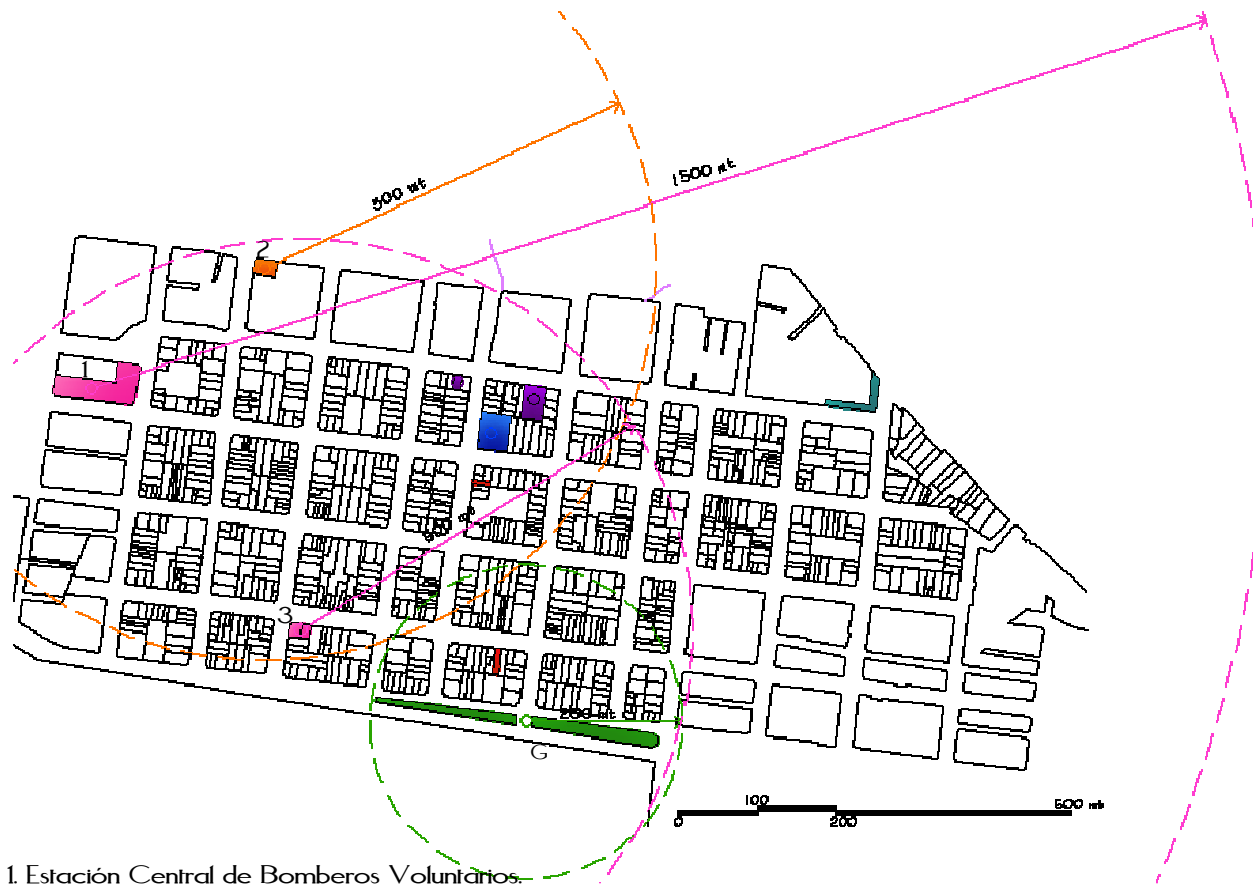 1500 mt
500 mt
2
1
3
200 mt
G
100
500 mt
0
200
1. Estación Central de Bomberos Voluntarios.